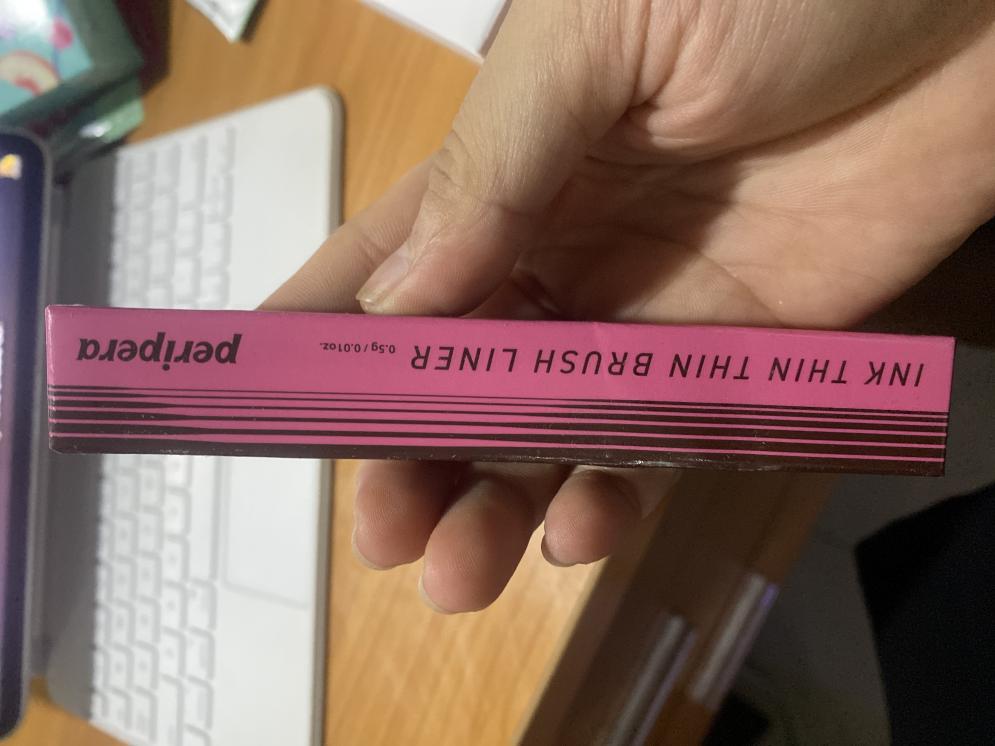 INK THIN THIN BRUSH LINER 0.5g / 0.01oz. peripera